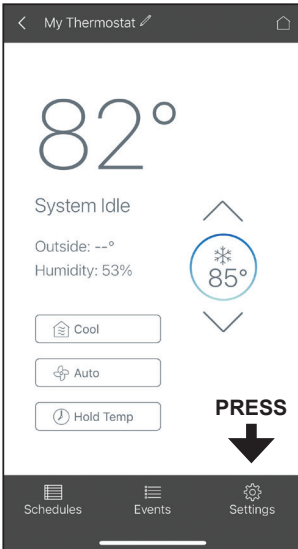 My Thermostat
82°
System Idle
Outside: --°
Humidity: 53%
85°
Cool
Auto
Hold Temp
PRESS
Schedules Events Settings